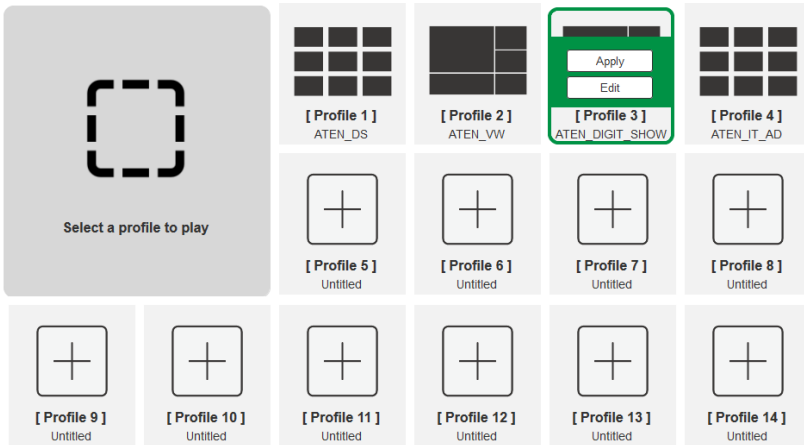 Select a profile to play
[ Profile 1 ]
ATEN_DS
[ Profile 2 ]
ATEN_VW
Apply
Edit
[ Profile 3 ]
ATEN_DIGIT_SHOW
[ Profile 4 ]
ATEN_IT_AD
[ Profile 5 ]
Untitled
[ Profile 6 ]
Untitled
[ Profile 7 ]
Untitled
[ Profile 8 ]
Untitled
[ Profile 9 ]
Untitled
[ Profile 10 ]
Untitled
[ Profile 11 ]
Untitled
[ Profile 12 ]
Untitled
[ Profile 13 ]
Untitled
[ Profile 14 ]
Untitled